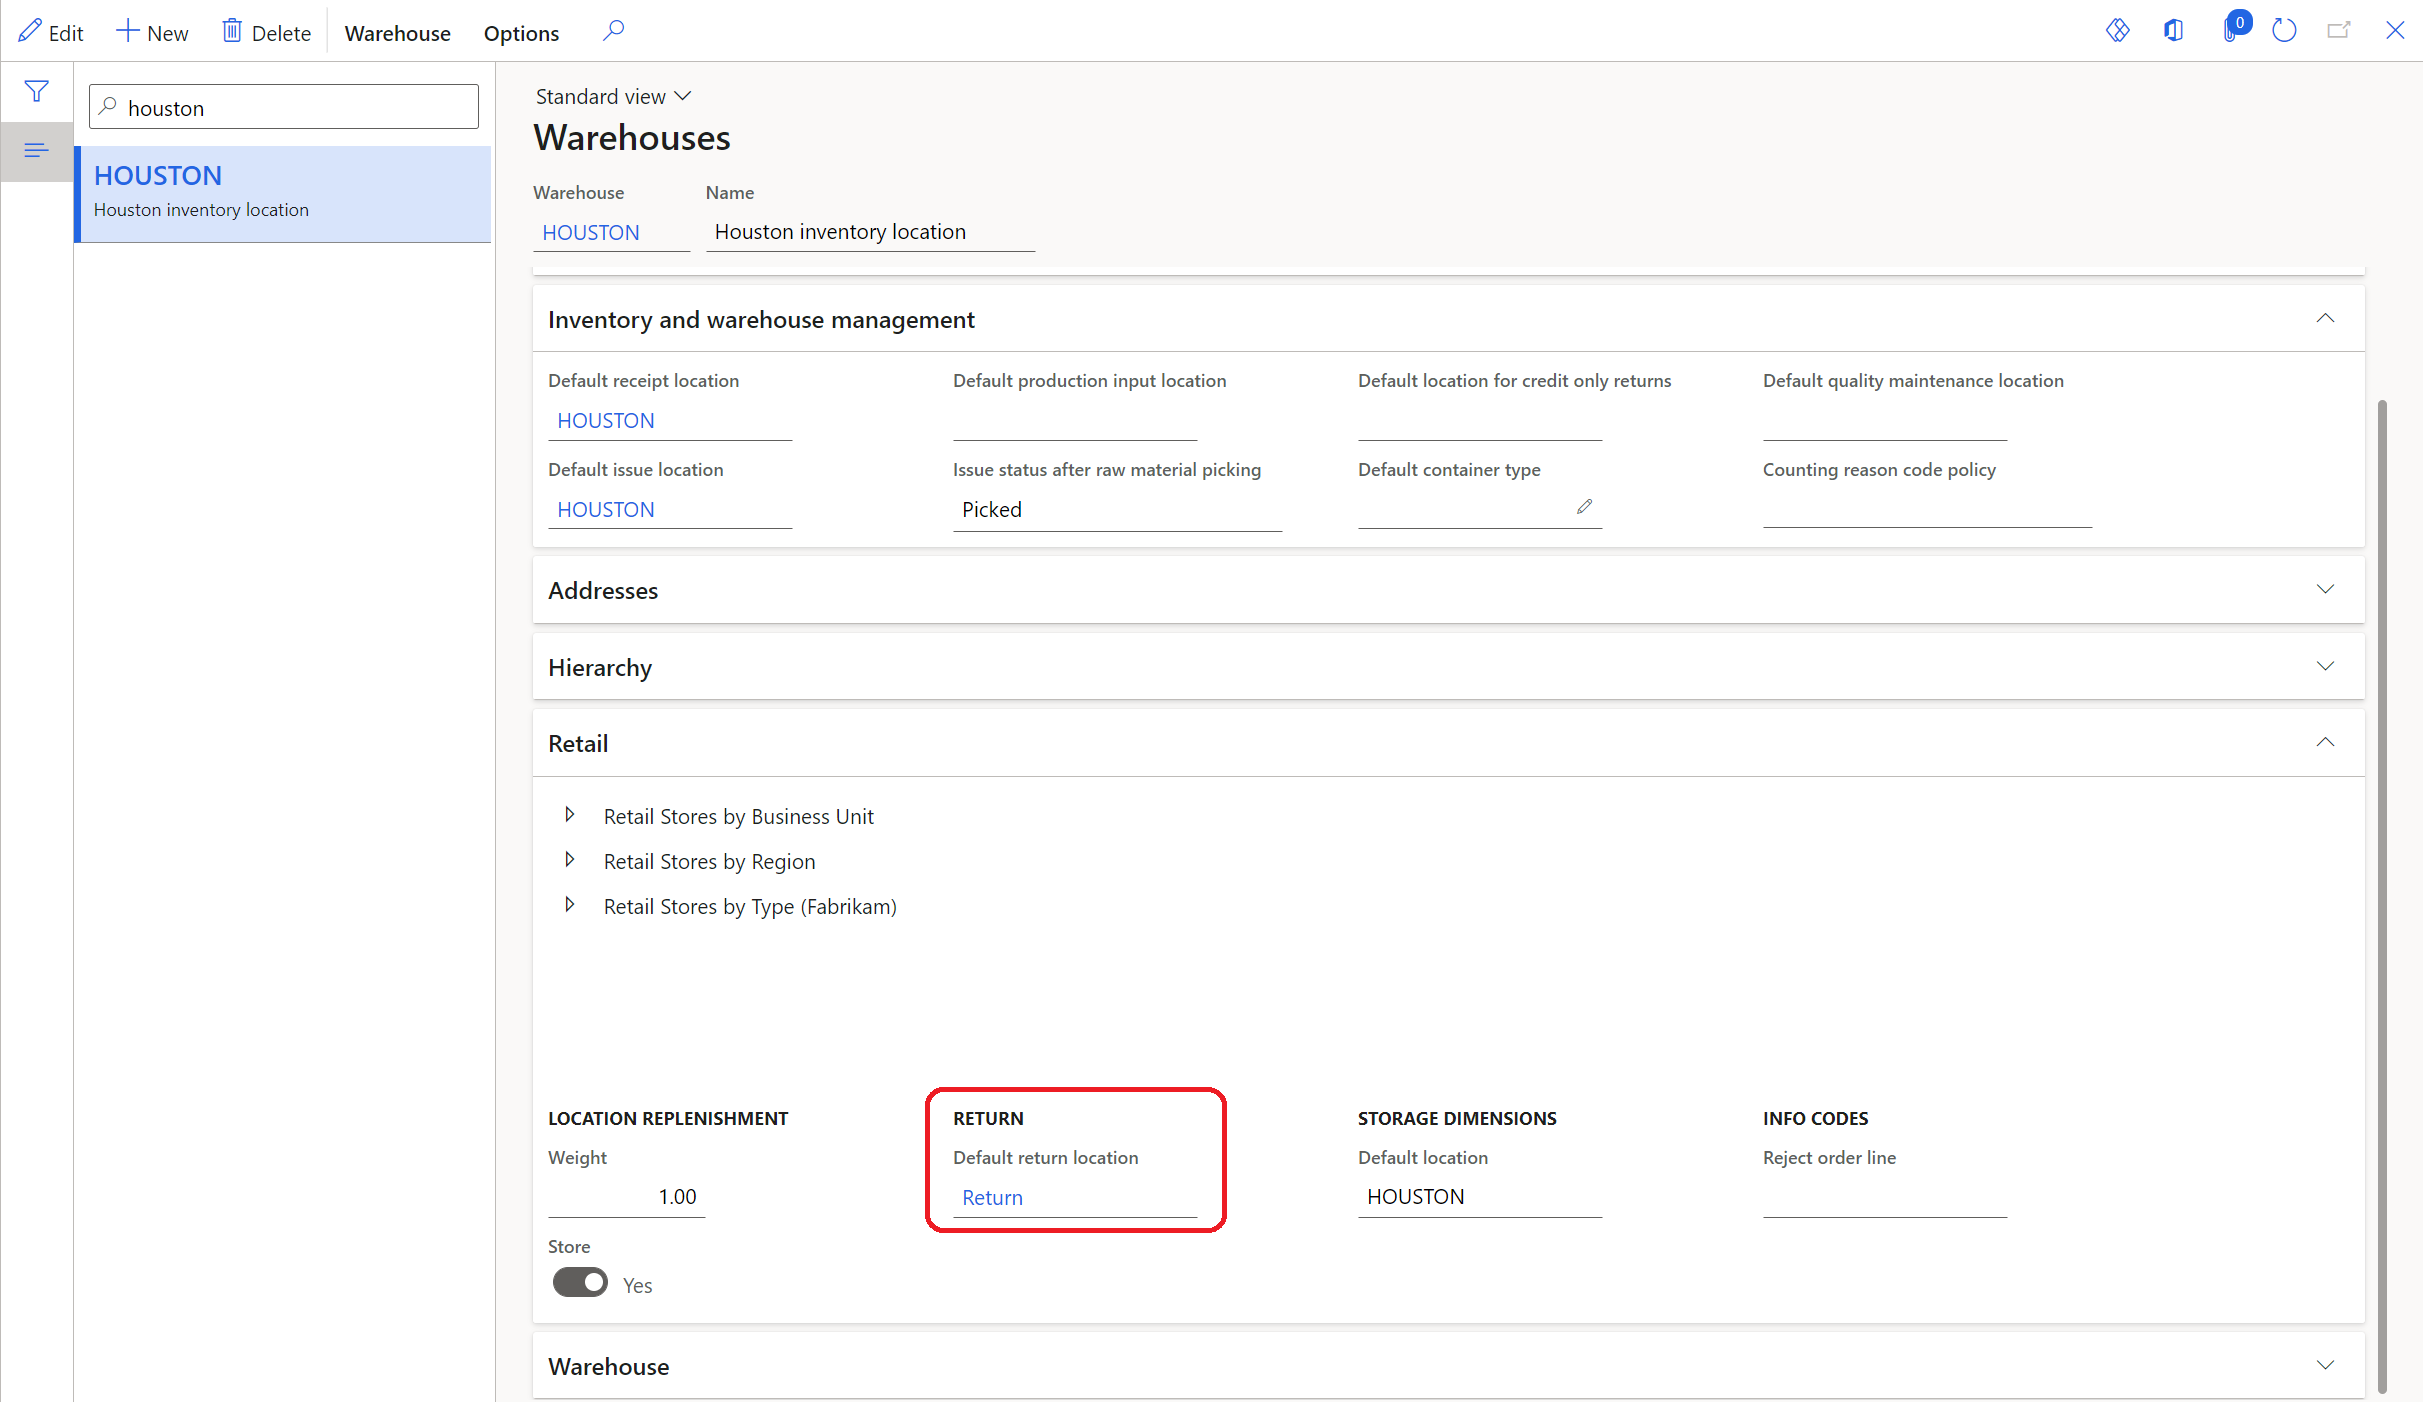 Edit
New
Delete
Warehouse
Options
0
houston
HOUSTON
Houston inventory location
Standard view
Warehouses
Warehouse
Name
HOUSTON
Houston inventory location
Inventory and warehouse management
Default receipt location
Default production input location
Default location for credit only returns
Default quality maintenance location
HOUSTON
Default issue location
Issue status after raw material picking
Default container type
Counting reason code policy
HOUSTON
Picked
Addresses
Hierarchy
Retail
Retail Stores by Business Unit
Retail Stores by Region
Retail Stores by Type (Fabrikam)
LOCATION REPLENISHMENT
RETURN
STORAGE DIMENSIONS
INFO CODES
Weight
Default return location
Default location
Reject order line
1.00
Return
HOUSTON
Store
Yes
Warehouse